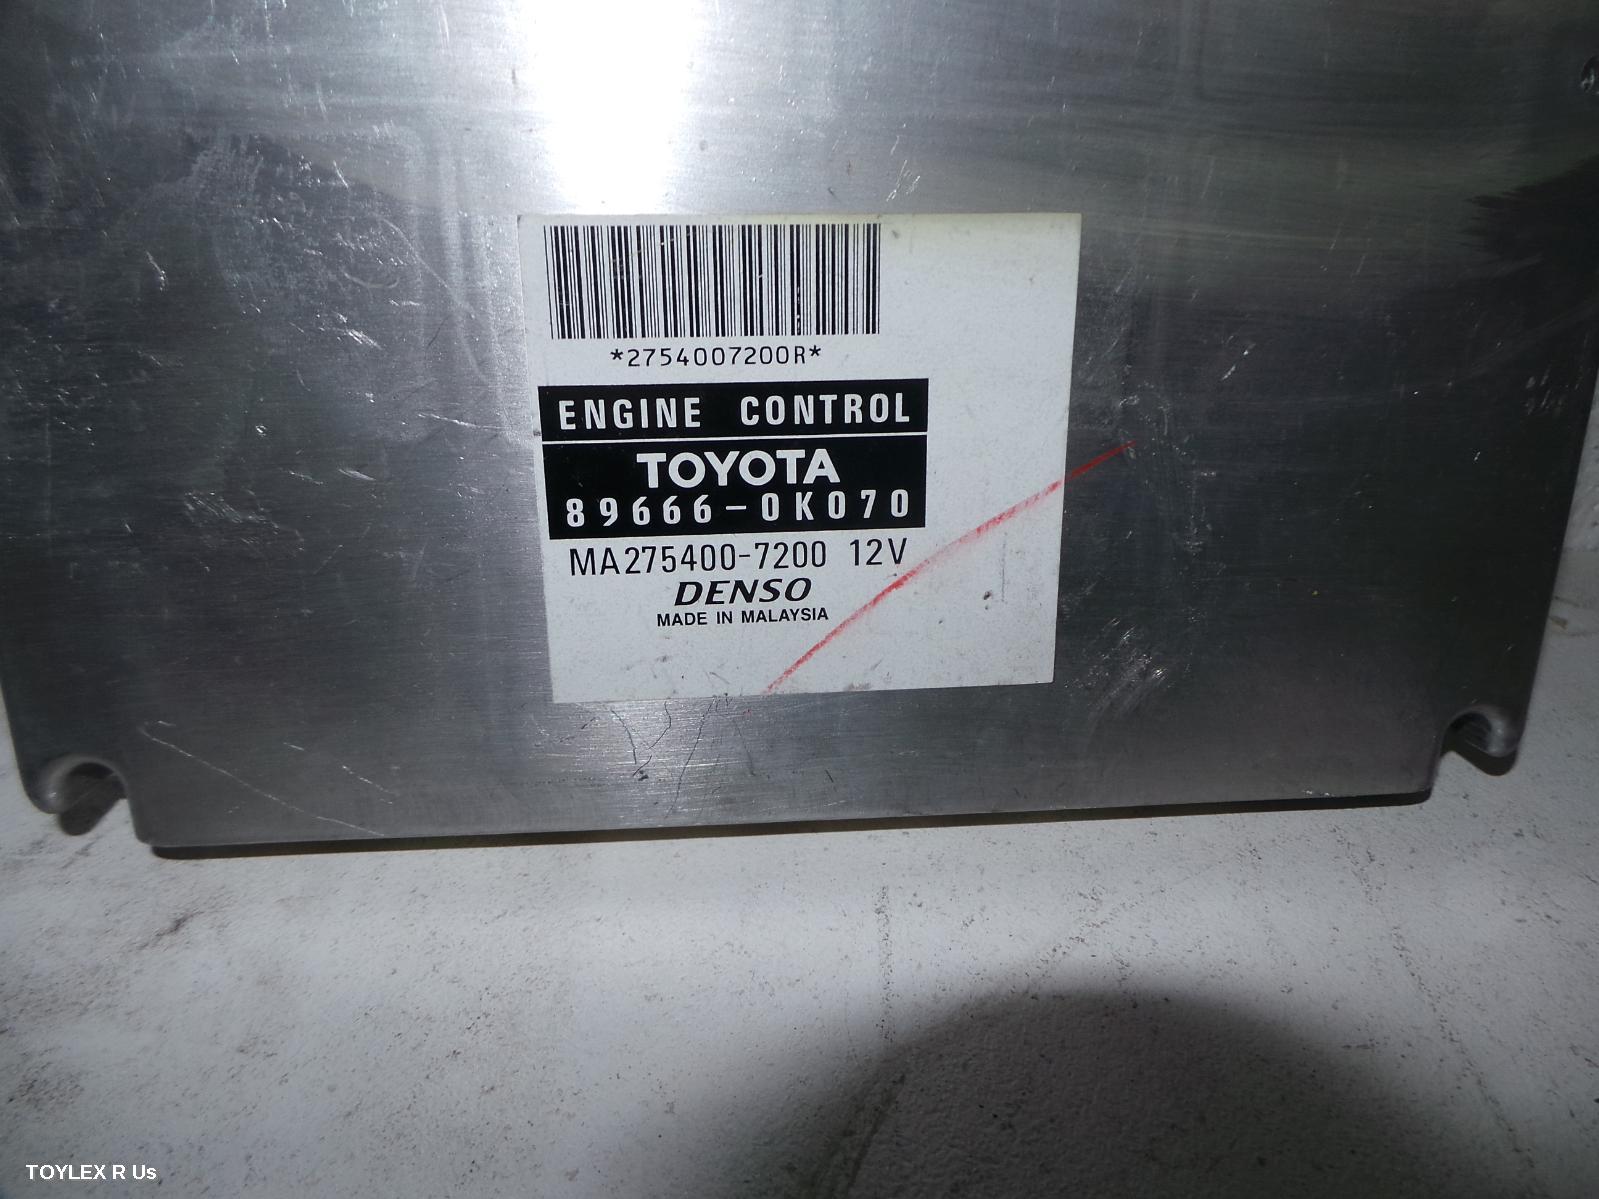 *2754007200R*
ENGINE CONTROL
TOYOTA
89666-0K070
MA275400-7200 12V
DENSO
MADE IN MALAYSIA
TOYLEX R Us